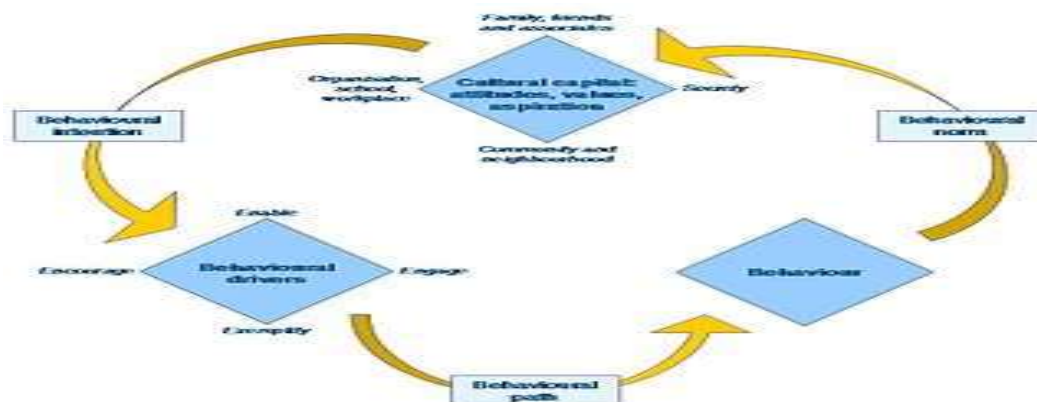 Family, friends
and associates
Organisation,
school,
workplace
Cultural capital:
attitudes, values,
aspiration
Society
Behavioural
intention
Behavioural
norm
Community and
neighbourhood
Enable
Encourage
Behavioural
drivers
Engage
Behaviour
Exemplify
Behavioural
path